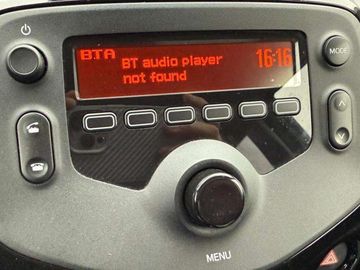 BTA
BT audio player
not found
16:16
MODE
MENU